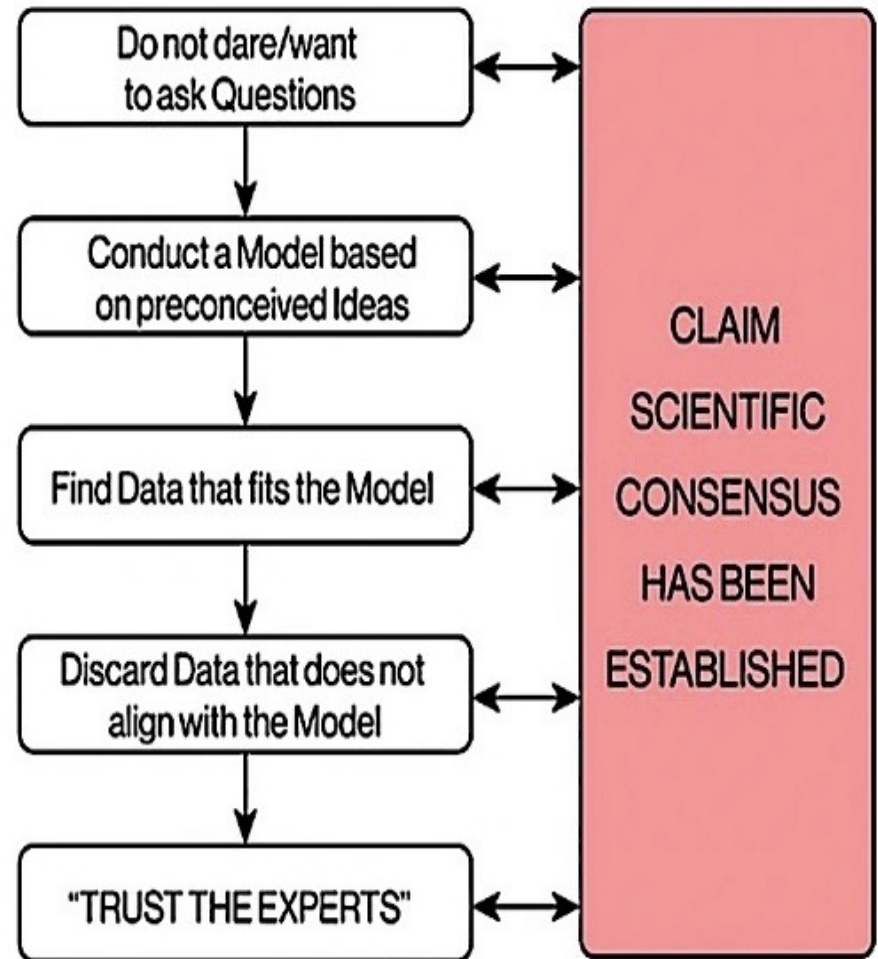 Do not dare/want
to ask Questions
Conduct a Model based
on preconceived Ideas
Find Data that fits the Model
Discard Data that does not
align with the Model
“TRUST THE EXPERTS”
CLAIM
SCIENTIFIC
CONSENSUS
HAS BEEN
ESTABLISHED